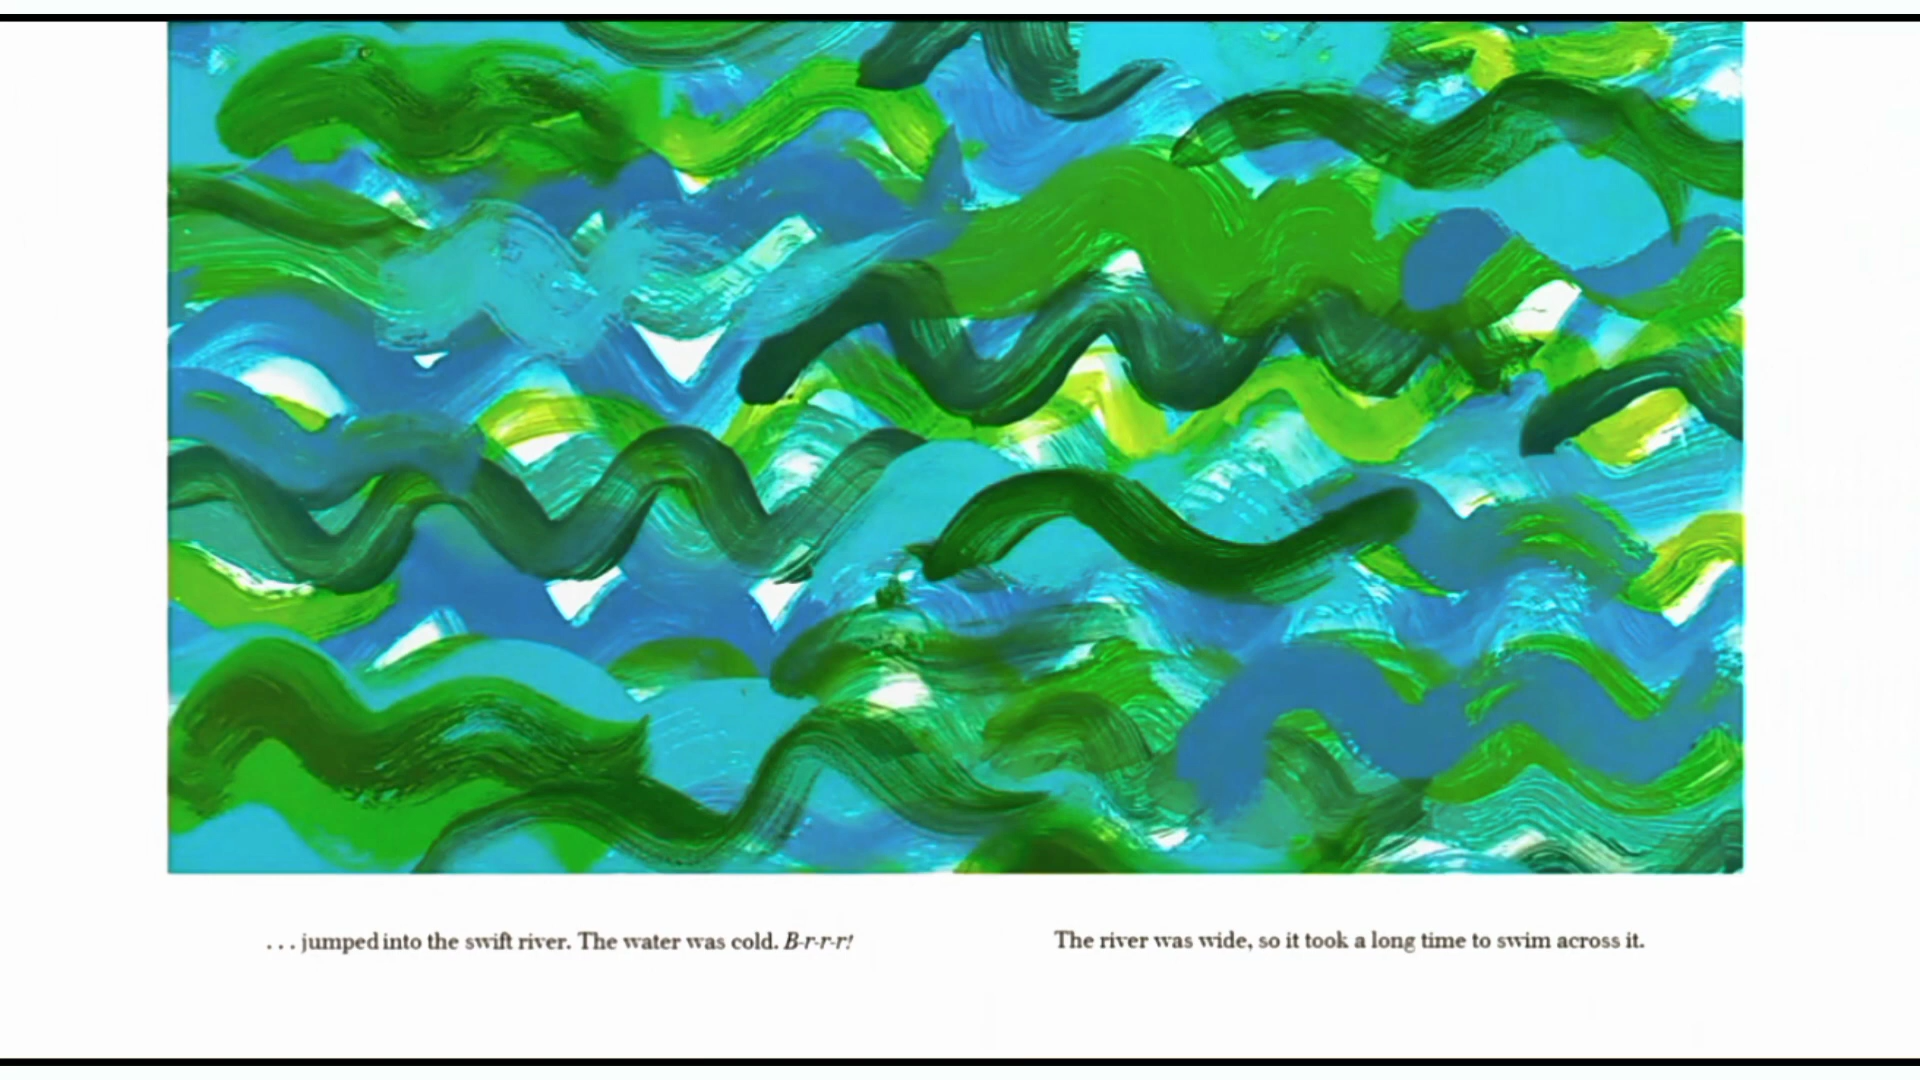 . . . jumped into the swift river. The water was cold. B-r-r-r!
The river was wide, so it took a long time to swim across it.